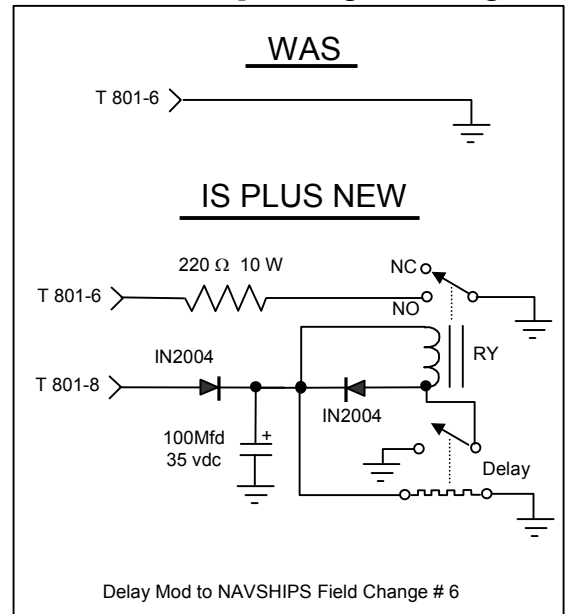 WAS
T 801-6
IS PLUS NEW
220 Ω 10 W
NC
T 801-6
NO
RY
IN2004
T 801-8
IN2004
100Mfd
35 vdc
+
Delay
Delay Mod to NAVSHIPS Field Change # 6